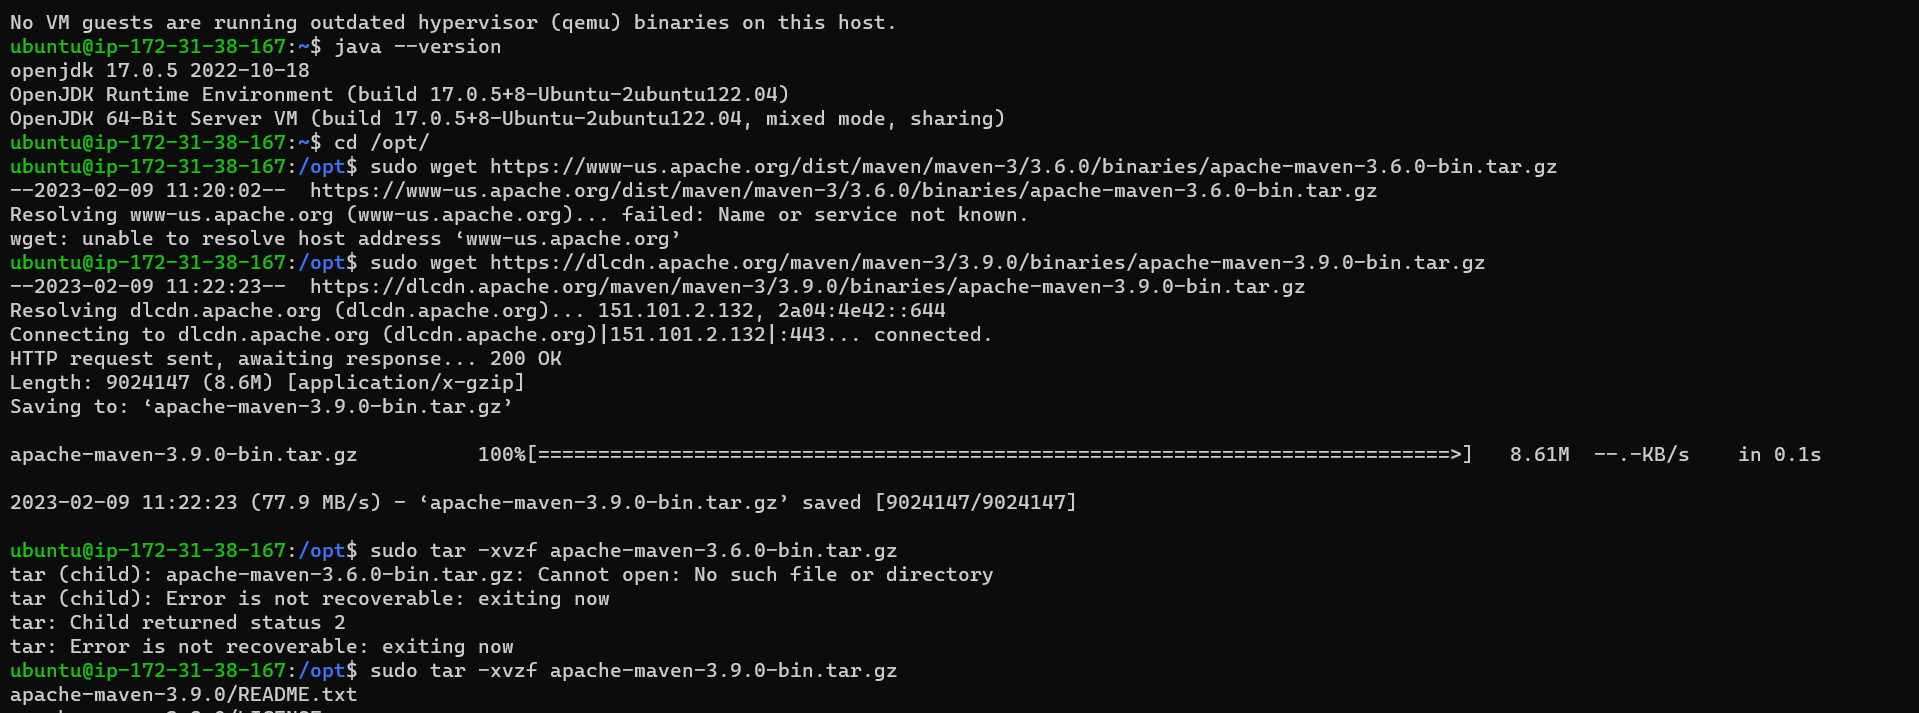 No VM guests are running outdated hypervisor (qemu) binaries on this host.
ubuntu@ip-172-31-38-167:~$ java --version
openjdk 17.0.5 2022-10-18
OpenJDK Runtime Environment (build 17.0.5+8-Ubuntu-2ubuntu122.04)
OpenJDK 64-Bit Server VM (build 17.0.5+8-Ubuntu-2ubuntu122.04, mixed mode, sharing)
ubuntu@ip-172-31-38-167:~$ cd /opt/
ubuntu@ip-172-31-38-167:/opt$ sudo wget https://www-us.apache.org/dist/maven/maven-3/3.6.0/binaries/apache-maven-3.6.0-bin.tar.gz
--2023-02-09 11:20:02--  https://www-us.apache.org/dist/maven/maven-3/3.6.0/binaries/apache-maven-3.6.0-bin.tar.gz
Resolving www-us.apache.org (www-us.apache.org)... failed: Name or service not known.
wget: unable to resolve host address ‘www-us.apache.org’
ubuntu@ip-172-31-38-167:/opt$ sudo wget https://dlcdn.apache.org/maven/maven-3/3.9.0/binaries/apache-maven-3.9.0-bin.tar.gz
--2023-02-09 11:22:23--  https://dlcdn.apache.org/maven/maven-3/3.9.0/binaries/apache-maven-3.9.0-bin.tar.gz
Resolving dlcdn.apache.org (dlcdn.apache.org)... 151.101.2.132, 2a04:4e42::644
Connecting to dlcdn.apache.org (dlcdn.apache.org)|151.101.2.132|:443... connected.
HTTP request sent, awaiting response... 200 OK
Length: 9024147 (8.6M) [application/x-gzip]
Saving to: ‘apache-maven-3.9.0-bin.tar.gz’
apache-maven-3.9.0-bin.tar.gz          100%[============================================================================>]   8.61M  --.-KB/s    in 0.1s
2023-02-09 11:22:23 (77.9 MB/s) - ‘apache-maven-3.9.0-bin.tar.gz’ saved [9024147/9024147]
ubuntu@ip-172-31-38-167:/opt$ sudo tar -xvzf apache-maven-3.6.0-bin.tar.gz
tar (child): apache-maven-3.6.0-bin.tar.gz: Cannot open: No such file or directory
tar (child): Error is not recoverable: exiting now
tar: Child returned status 2
tar: Error is not recoverable: exiting now
ubuntu@ip-172-31-38-167:/opt$ sudo tar -xvzf apache-maven-3.9.0-bin.tar.gz
apache-maven-3.9.0/README.txt